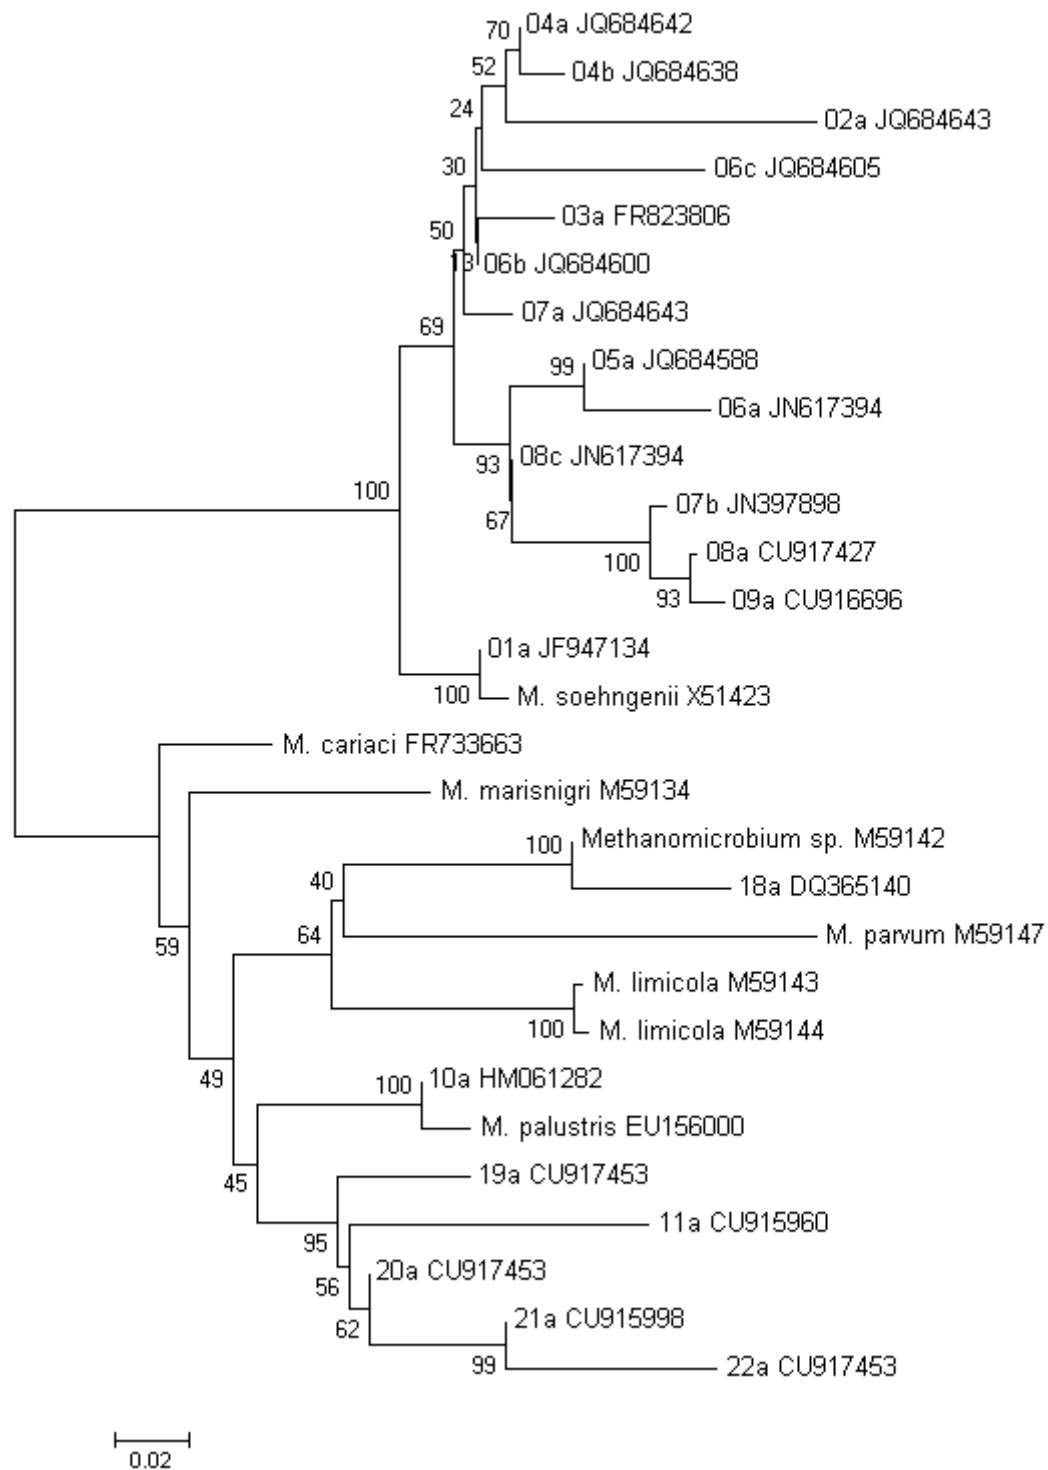 70
04a JQ684642
52
04b JQ684638
24
02a JQ684643
30
06c JQ684605
50
03a FR823806
13
06b JQ684600
69
07a JQ684643
99
05a JQ684588
06a JN617394
93
08c JN617394
100
67
07b JN397898
100
08a CU917427
93
09a CU916696
01a JF947134
100
M. soehngenii X51423
M. cariaci FR733663
M. marisnigri M59134
100
Methanomicrobium sp. M59142
40
18a DQ365140
59
64
M. parvum M59147
M. limicola M59143
100
M. limicola M59144
49
100
10a HM061282
M. palustris EU156000
45
19a CU917453
95
11a CU915960
56
20a CU917453
62
21a CU915998
99
22a CU917453
0.02